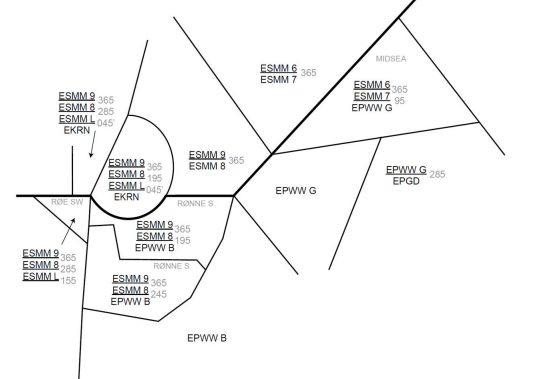 MIDSEA
ESMM 6 365
ESMM 7
ESMM 6 365
ESMM 7 95
EPWW G
ESMM 9 365
ESMM 8 285
ESMM L 045'
EKRN
ESMM 9 365
ESMM 8
ESMM 9 365
ESMM 8 195
ESMM L 045'
EKRN
EPWW G 285
EPGD
EPWW G
RØE SW
RØNNE S
ESMM 9 365
ESMM 8 195
EPWW B
ESMM 9 365
ESMM 8 285
ESMM L 155
RØNNE S
ESMM 9 365
ESMM 8 245
EPWW B
EPWW B